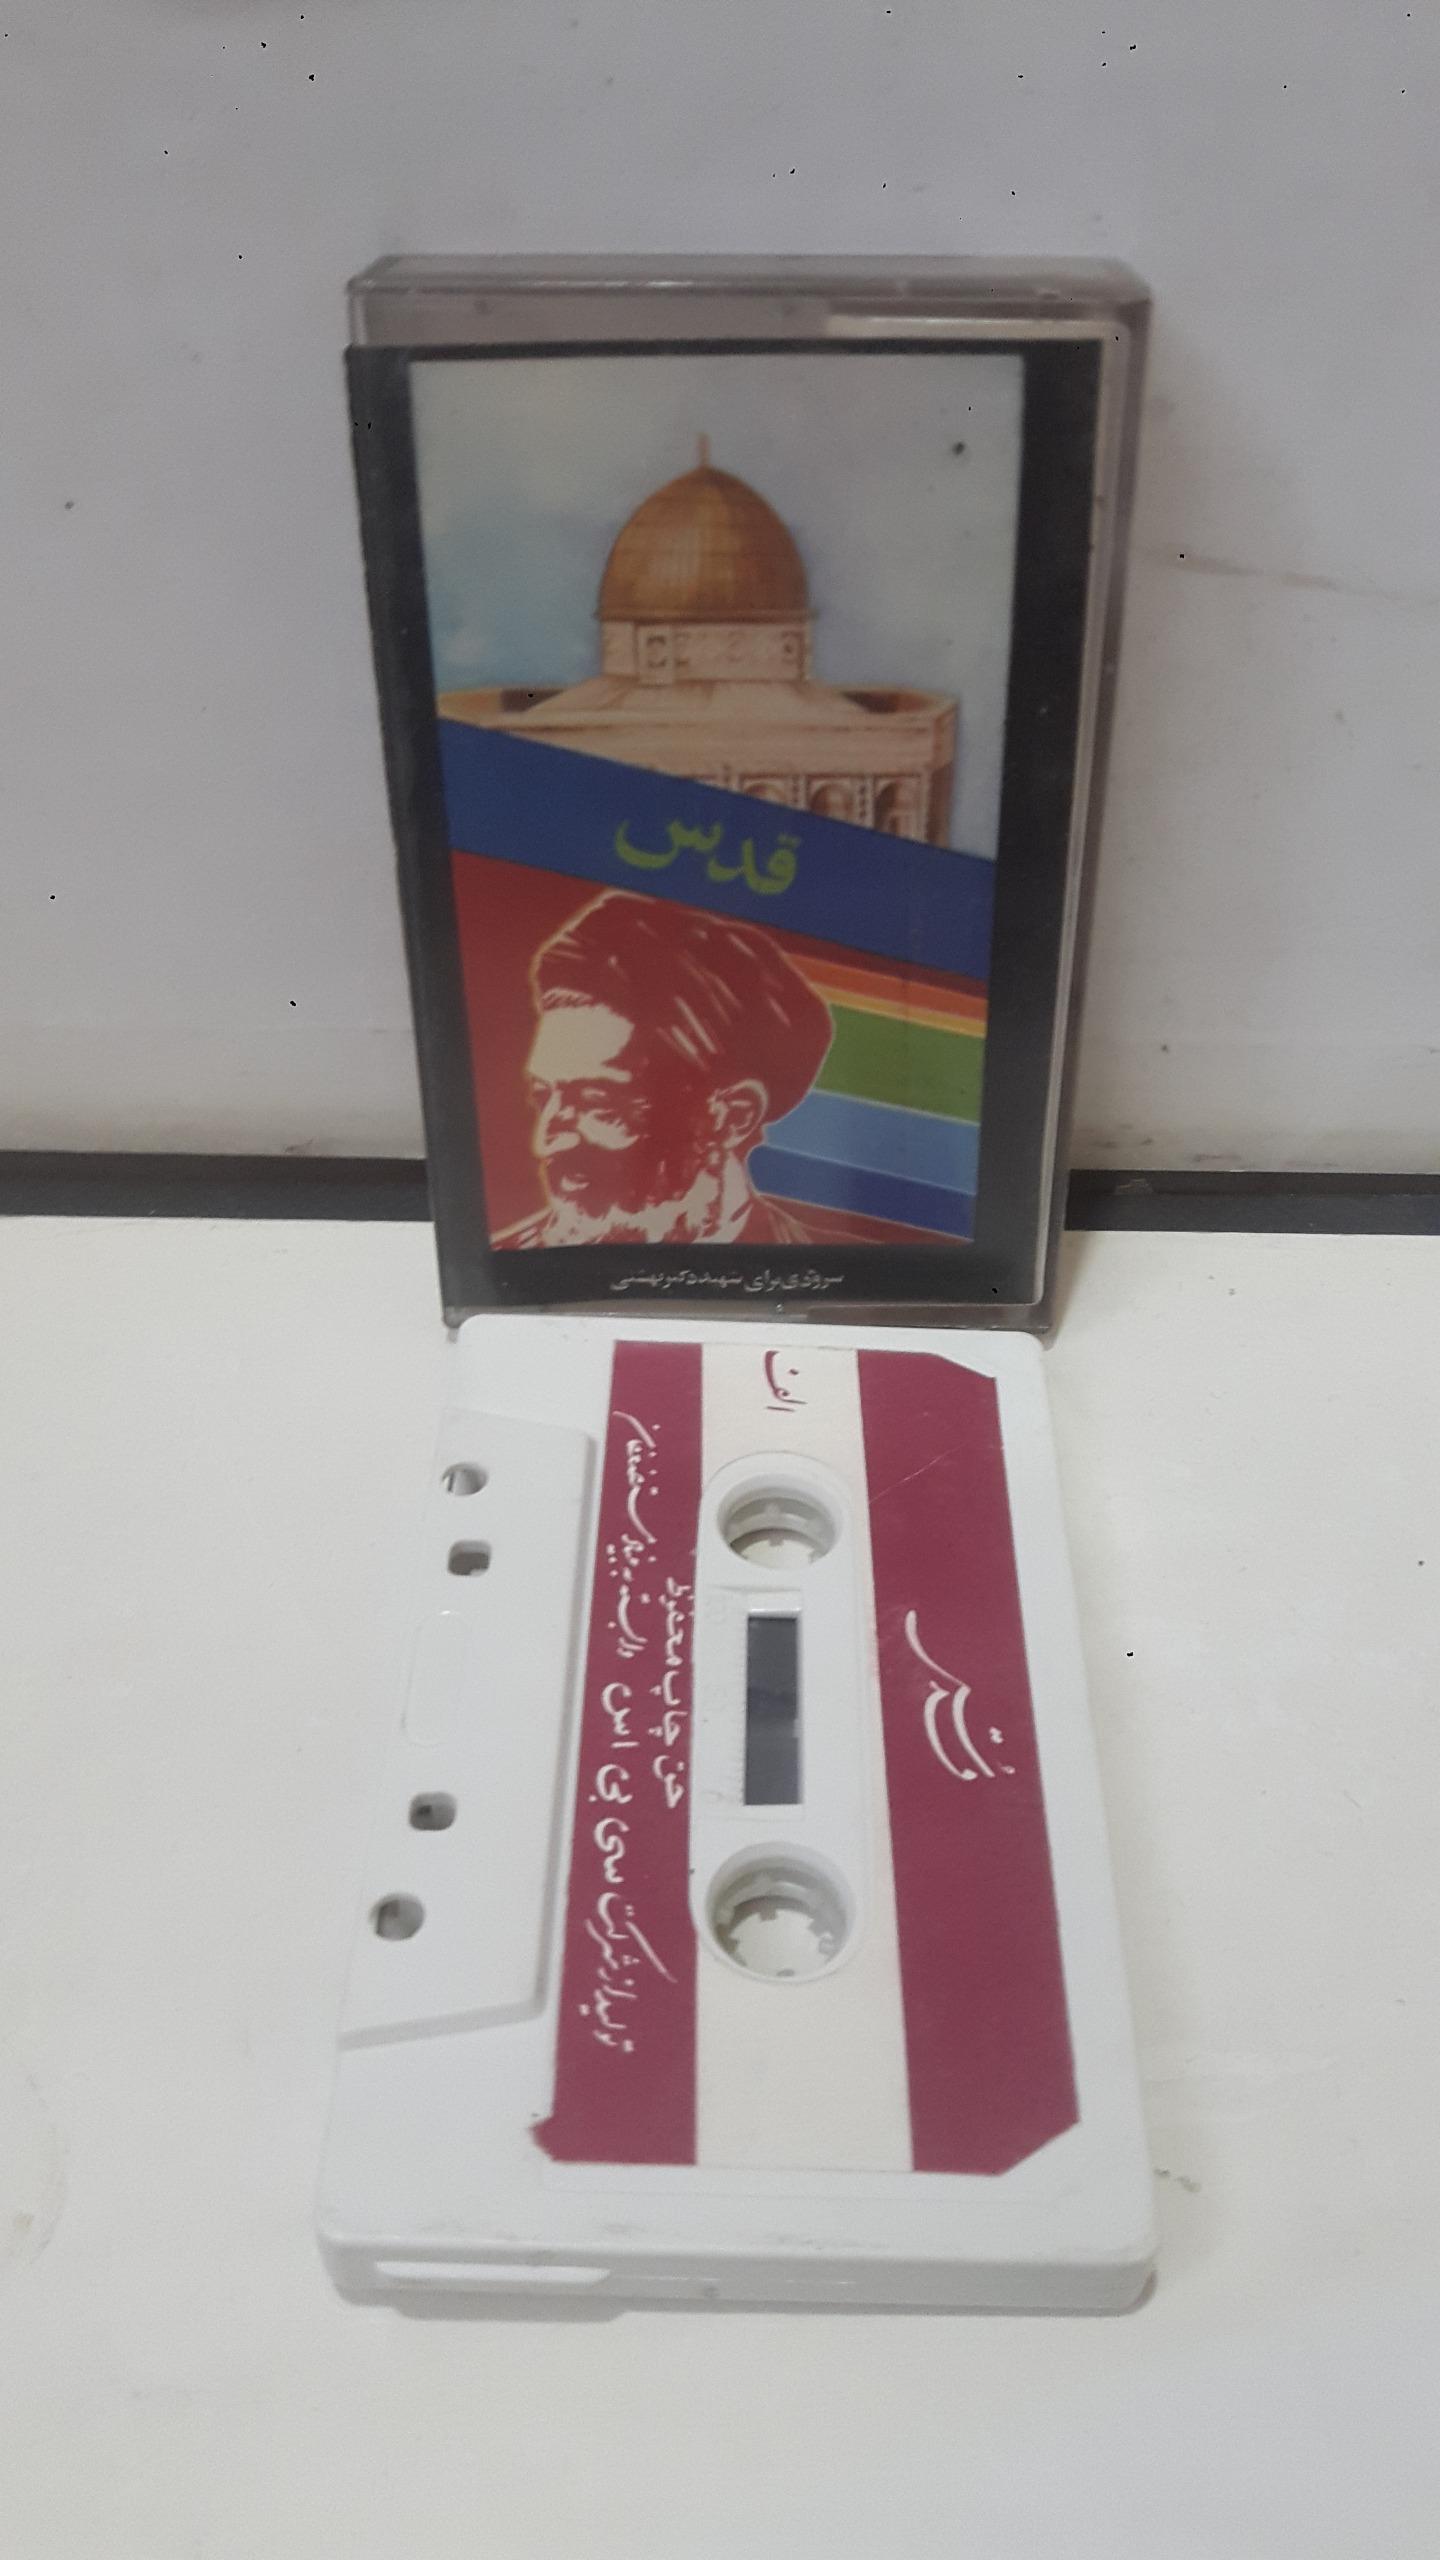 قدس
سرودی برای شهید دکتر بهشتی
الف
قدس
حق چاپ محفوظ
تولید از شرکت سی بی اس وابسته به بنیاد مستضعفان